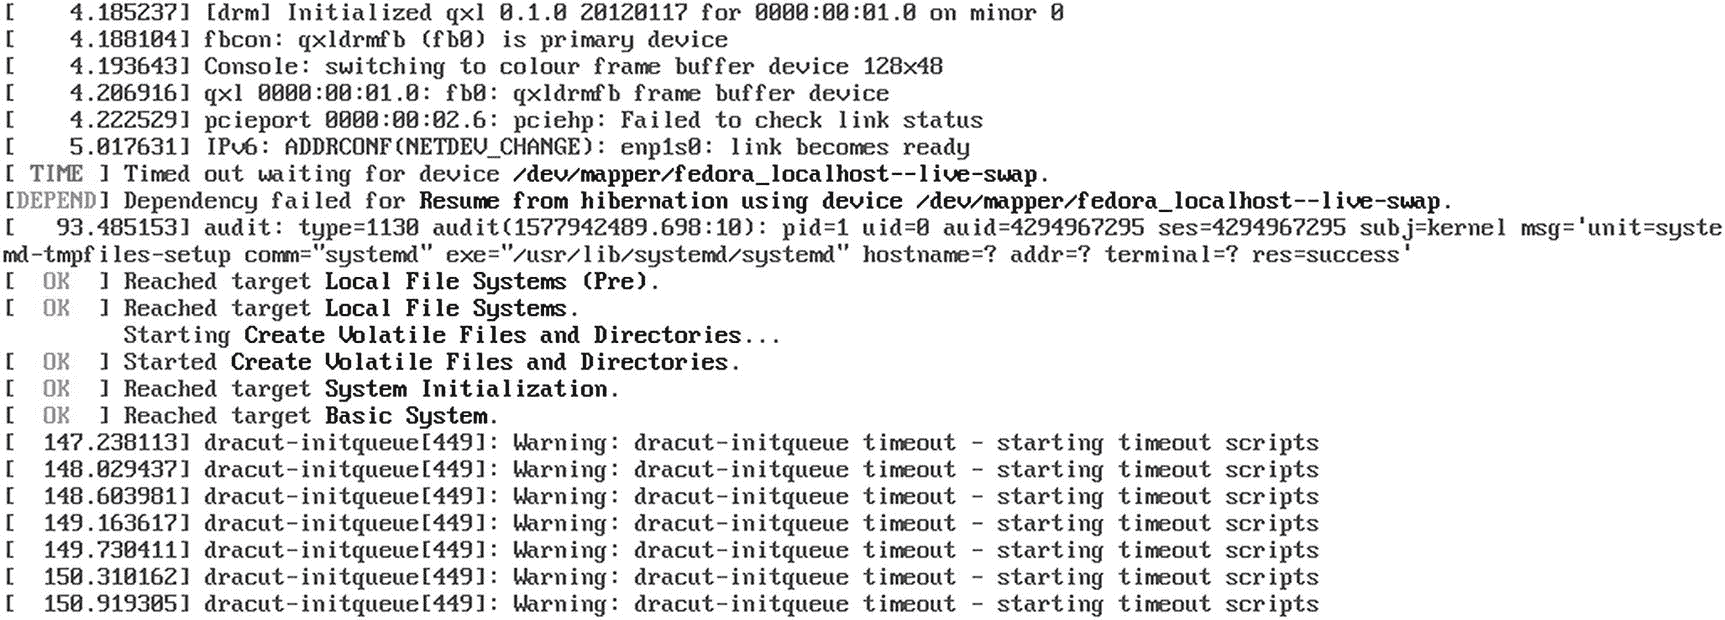 [     4.185237] [drm] Initialized qxl 0.1.0 20120117 for 0000:00:01.0 on minor 0
[     4.188104] fbcon: qxldrmfb (fb0) is primary device
[     4.193643] Console: switching to colour frame buffer device 128x48
[     4.206916] qxl 0000:00:01.0: fb0: qxldrmfb frame buffer device
[     4.222529] pcieport 0000:00:02.6: pciehp: Failed to check link status
[     5.017631] IPv6: ADDRCONF(NETDEV_CHANGE): enp1s0: link becomes ready
[ TIME ] Timed out waiting for device /dev/mapper/fedora_localhost--live-swap.
[DEPEND] Dependency failed for Resume from hibernation using device /dev/mapper/fedora_localhost--live-swap.
[    93.485153] audit: type=1130 audit(1577942489.698:10): pid=1 uid=0 auid=4294967295 ses=4294967295 subj=kernel msg='unit=syste
md-tmpfiles-setup comm="systemd" exe="/usr/lib/systemd/systemd" hostname=? addr=? terminal=? res=success'
[  OK  ] Reached target Local File Systems (Pre).
[  OK  ] Reached target Local File Systems.
         Starting Create Volatile Files and Directories...
[  OK  ] Started Create Volatile Files and Directories.
[  OK  ] Reached target System Initialization.
[  OK  ] Reached target Basic System.
[   147.238113] dracut-initqueue[449]: Warning: dracut-initqueue timeout - starting timeout scripts
[   148.029437] dracut-initqueue[449]: Warning: dracut-initqueue timeout - starting timeout scripts
[   148.603981] dracut-initqueue[449]: Warning: dracut-initqueue timeout - starting timeout scripts
[   149.163617] dracut-initqueue[449]: Warning: dracut-initqueue timeout - starting timeout scripts
[   149.730411] dracut-initqueue[449]: Warning: dracut-initqueue timeout - starting timeout scripts
[   150.310162] dracut-initqueue[449]: Warning: dracut-initqueue timeout - starting timeout scripts
[   150.919305] dracut-initqueue[449]: Warning: dracut-initqueue timeout - starting timeout scripts